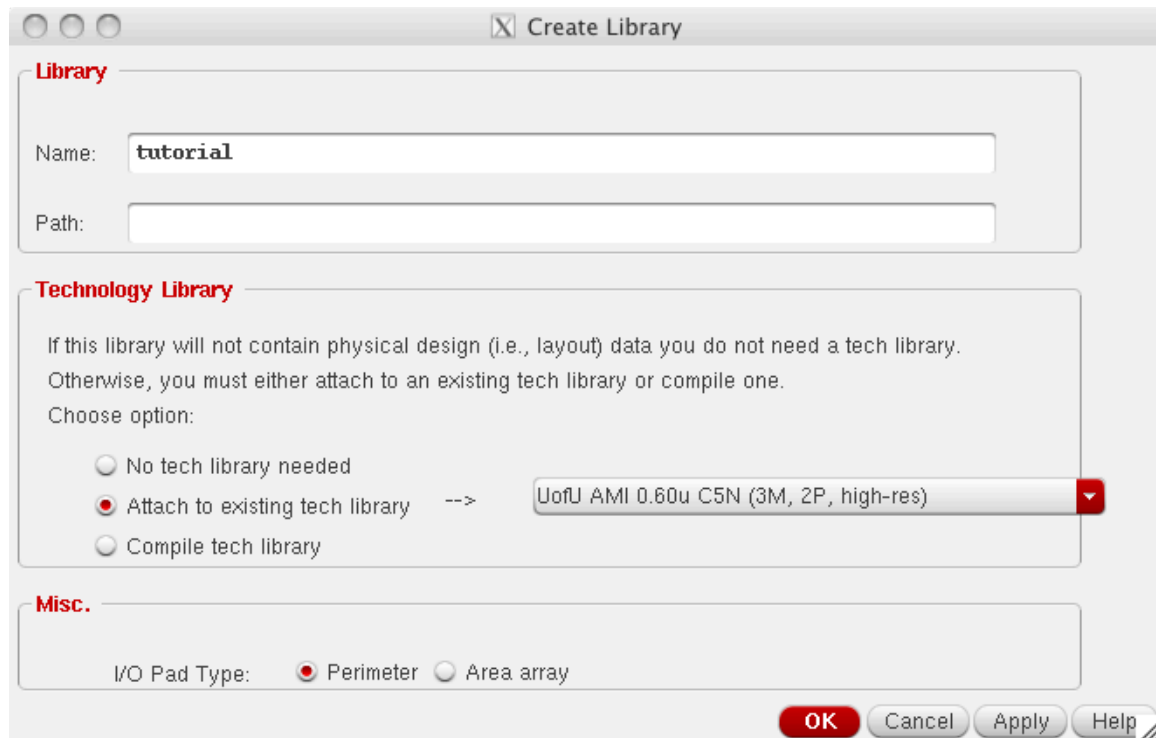 X Create Library
Library
Name: tutorial
Path:
Technology Library
If this library will not contain physical design (i.e., layout) data you do not need a tech library.
Otherwise, you must either attach to an existing tech library or compile one.
Choose option:
No tech library needed
Attach to existing tech library --> UofU AMI 0.60u C5N (3M, 2P, high-res)
Compile tech library
Misc.
I/O Pad Type: Perimeter Area array
OK Cancel Apply Help